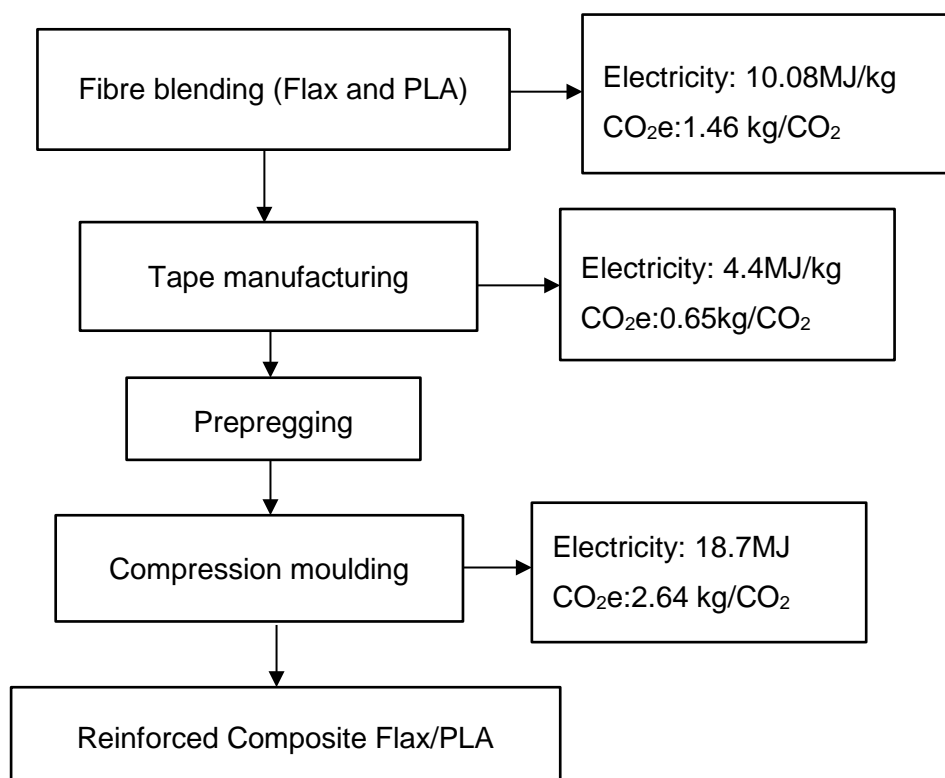 Fibre blending (Flax and PLA)
Electricity: 10.08MJ/kg
CO₂e:1.46 kg/CO₂
Tape manufacturing
Electricity: 4.4MJ/kg
CO₂e:0.65kg/CO₂
Prepregging
Compression moulding
Electricity: 18.7MJ
CO₂e:2.64 kg/CO₂
Reinforced Composite Flax/PLA